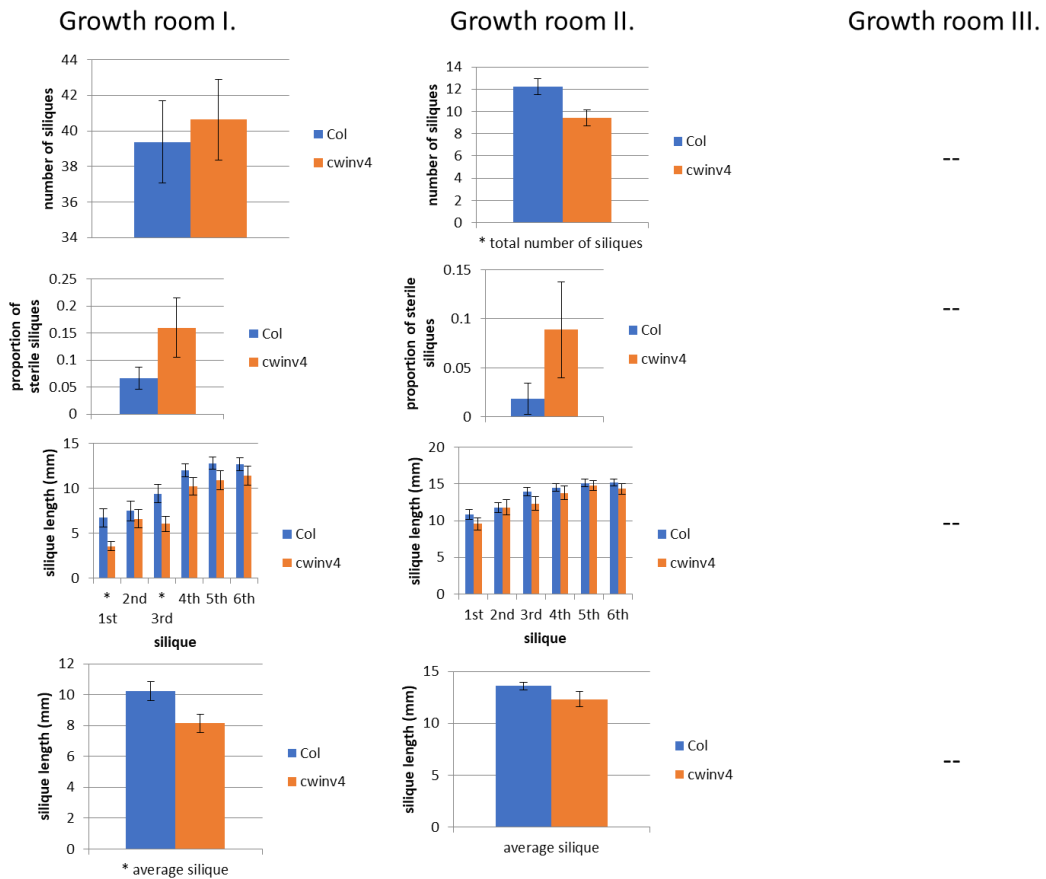 Growth room I.
Growth room II.
Growth room III.
number of siliques
44
42
40
38
36
34
Col
cwinv4
number of siliques
14
12
10
8
6
4
2
0
* total number of siliques
Col
cwinv4
--
proportion of
sterile siliques
0.25
0.2
0.15
0.1
0.05
0
Col
cwinv4
proportion of sterile
siliques
0.15
0.1
0.05
0
Col
cwinv4
--
silique length (mm)
15
10
5
0
* 2nd * 4th 5th 6th
1st 3rd
silique
Col
cwinv4
silique length (mm)
20
15
10
5
0
1st 2nd 3rd 4th 5th 6th
silique
Col
cwinv4
--
silique length (mm)
12
10
8
6
4
2
0
* average silique
Col
cwinv4
silique length (mm)
15
10
5
0
average silique
Col
cwinv4
--